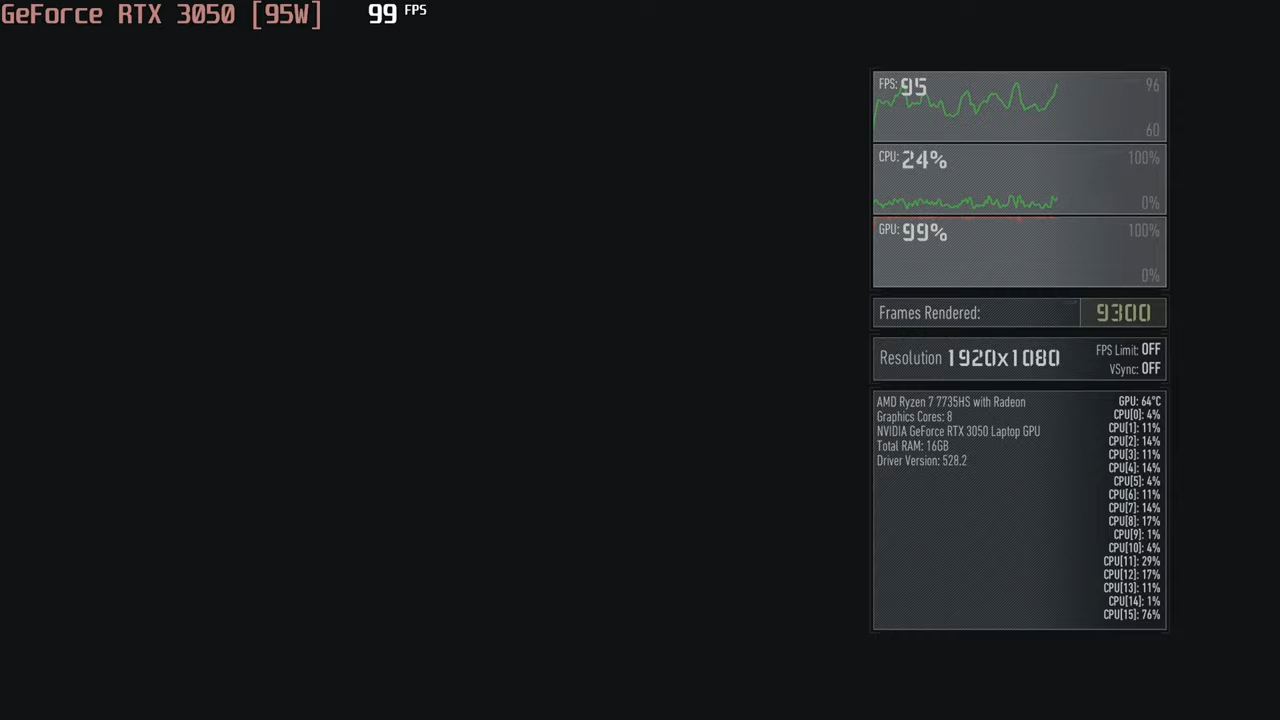 GeForce RTX 3050 [95W] 99 FPS
FPS: 95 96
60
CPU: 24% 100%
0%
GPU: 99% 100%
0%
Frames Rendered: 9300
Resolution 1920x1080 FPS Limit: OFF
VSync: OFF
AMD Ryzen 7 7735HS with Radeon GPU: 64°C
Graphics Cores: 8 CPU[0]: 4%
NVIDIA GeForce RTX 3050 Laptop GPU CPU[1]: 11%
Total RAM: 16GB CPU[2]: 14%
Driver Version: 528.2 CPU[3]: 11%
CPU[4]: 14%
CPU[5]: 4%
CPU[6]: 11%
CPU[7]: 14%
CPU[8]: 17%
CPU[9]: 1%
CPU[10]: 4%
CPU[11]: 29%
CPU[12]: 17%
CPU[13]: 11%
CPU[14]: 1%
CPU[15]: 76%